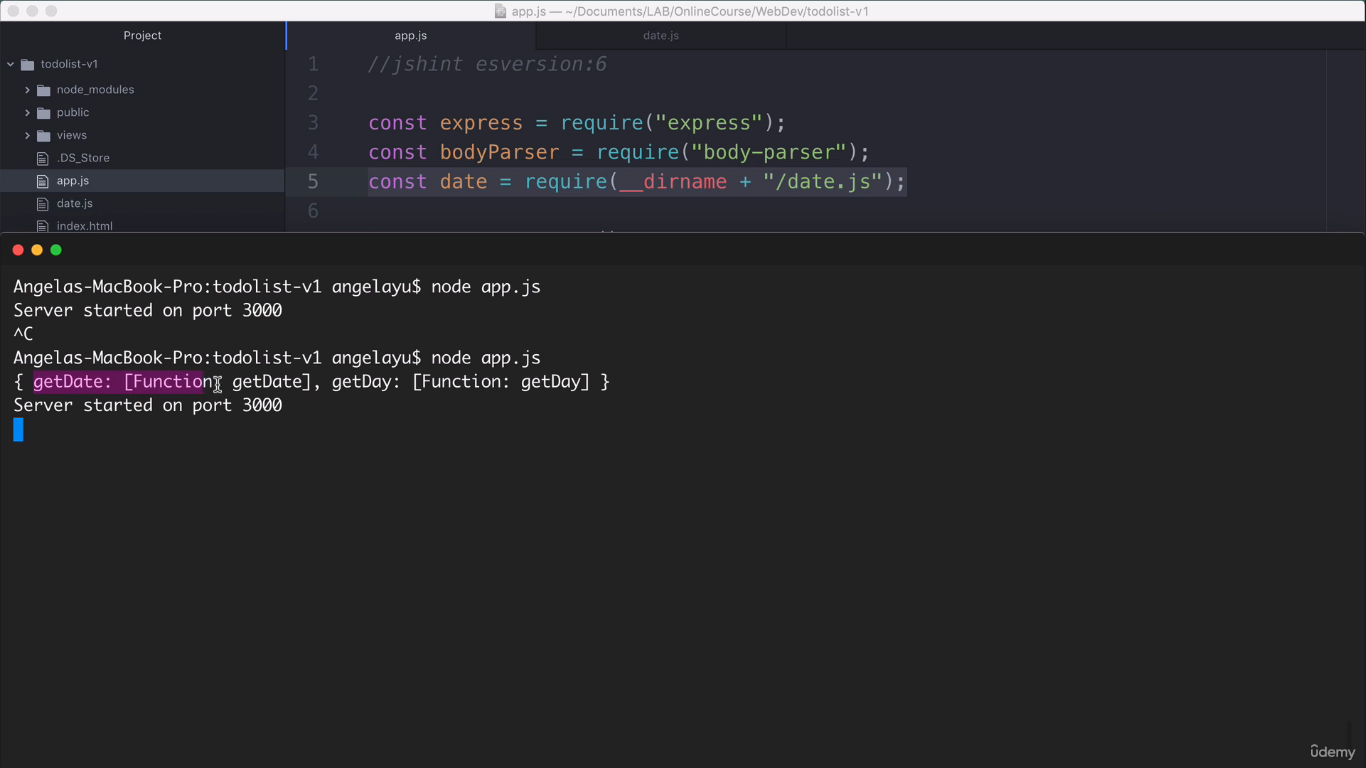 app.js — ~/Documents/LAB/OnlineCourse/WebDev/todolist-v1
Project
app.js
date.js
todolist-v1
node_modules
public
views
.DS_Store
app.js
date.js
index.html
1 //jshint esversion:6
2
3 const express = require("express");
4 const bodyParser = require("body-parser");
5 const date = require(__dirname + "/date.js");
6
Angelas-MacBook-Pro:todolist-v1 angelayu$ node app.js
Server started on port 3000
^C
Angelas-MacBook-Pro:todolist-v1 angelayu$ node app.js
{ getDate: [Function: getDate], getDay: [Function: getDay] }
Server started on port 3000
ûdemy